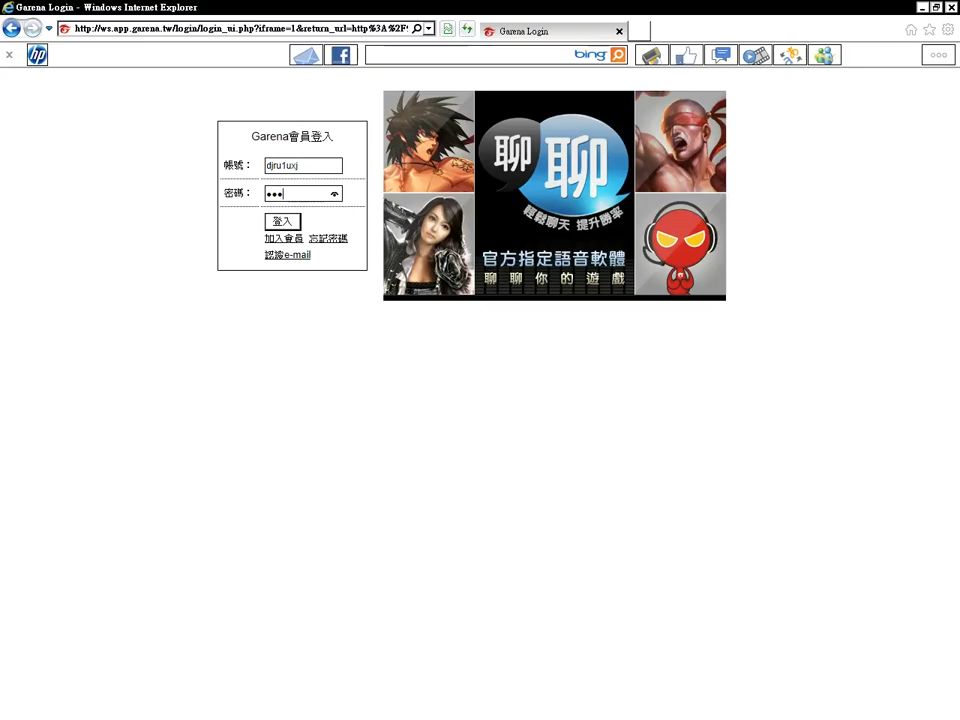 Garena Login - Windows Internet Explorer
http://ws.app.garena.tw/login/login_ui.php?iframe=1&return_url=http%3A%2F
Garena Login
hp
bing
Garena會員登入
帳號：
djru1uxj
密碼：
登入
加入會員 忘記密碼
認證e-mail
聊 聊
輕鬆聊天 提升勝率
官方指定語音軟體
聊聊你的遊戲